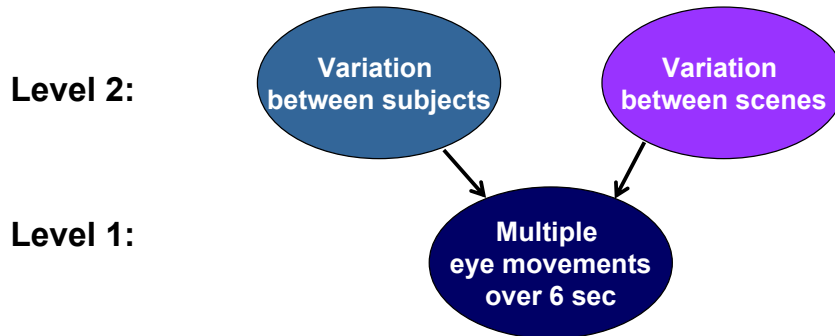 Level 2:
Variation
between subjects
Variation
between scenes
Level 1:
Multiple
eye movements
over 6 sec